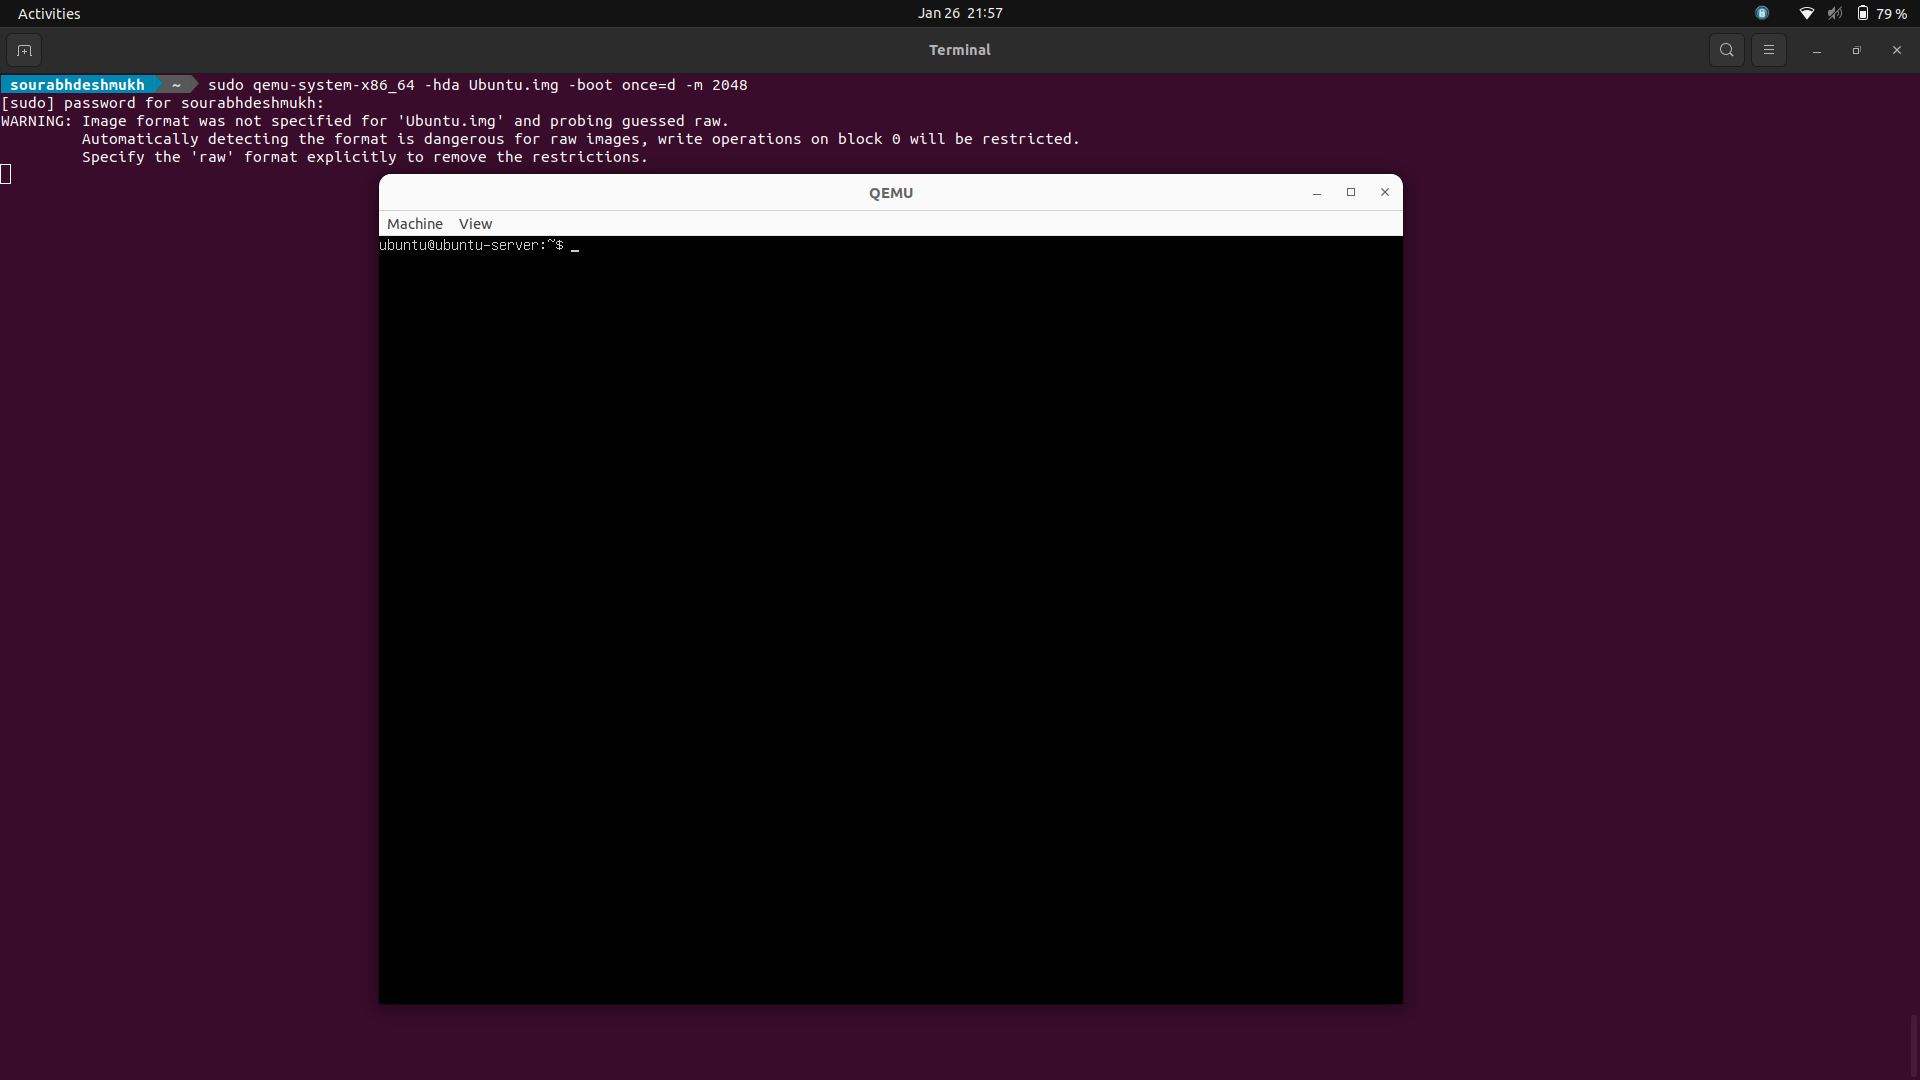 Activities
Jan 26 21:57
79 %
Terminal
sourabhdeshmukh ~ sudo qemu-system-x86_64 -hda Ubuntu.img -boot once=d -m 2048
[sudo] password for sourabhdeshmukh:
WARNING: Image format was not specified for 'Ubuntu.img' and probing guessed raw.
Automatically detecting the format is dangerous for raw images, write operations on block 0 will be restricted.
Specify the 'raw' format explicitly to remove the restrictions.
QEMU
Machine View
ubuntu@ubuntu-server:~$ _